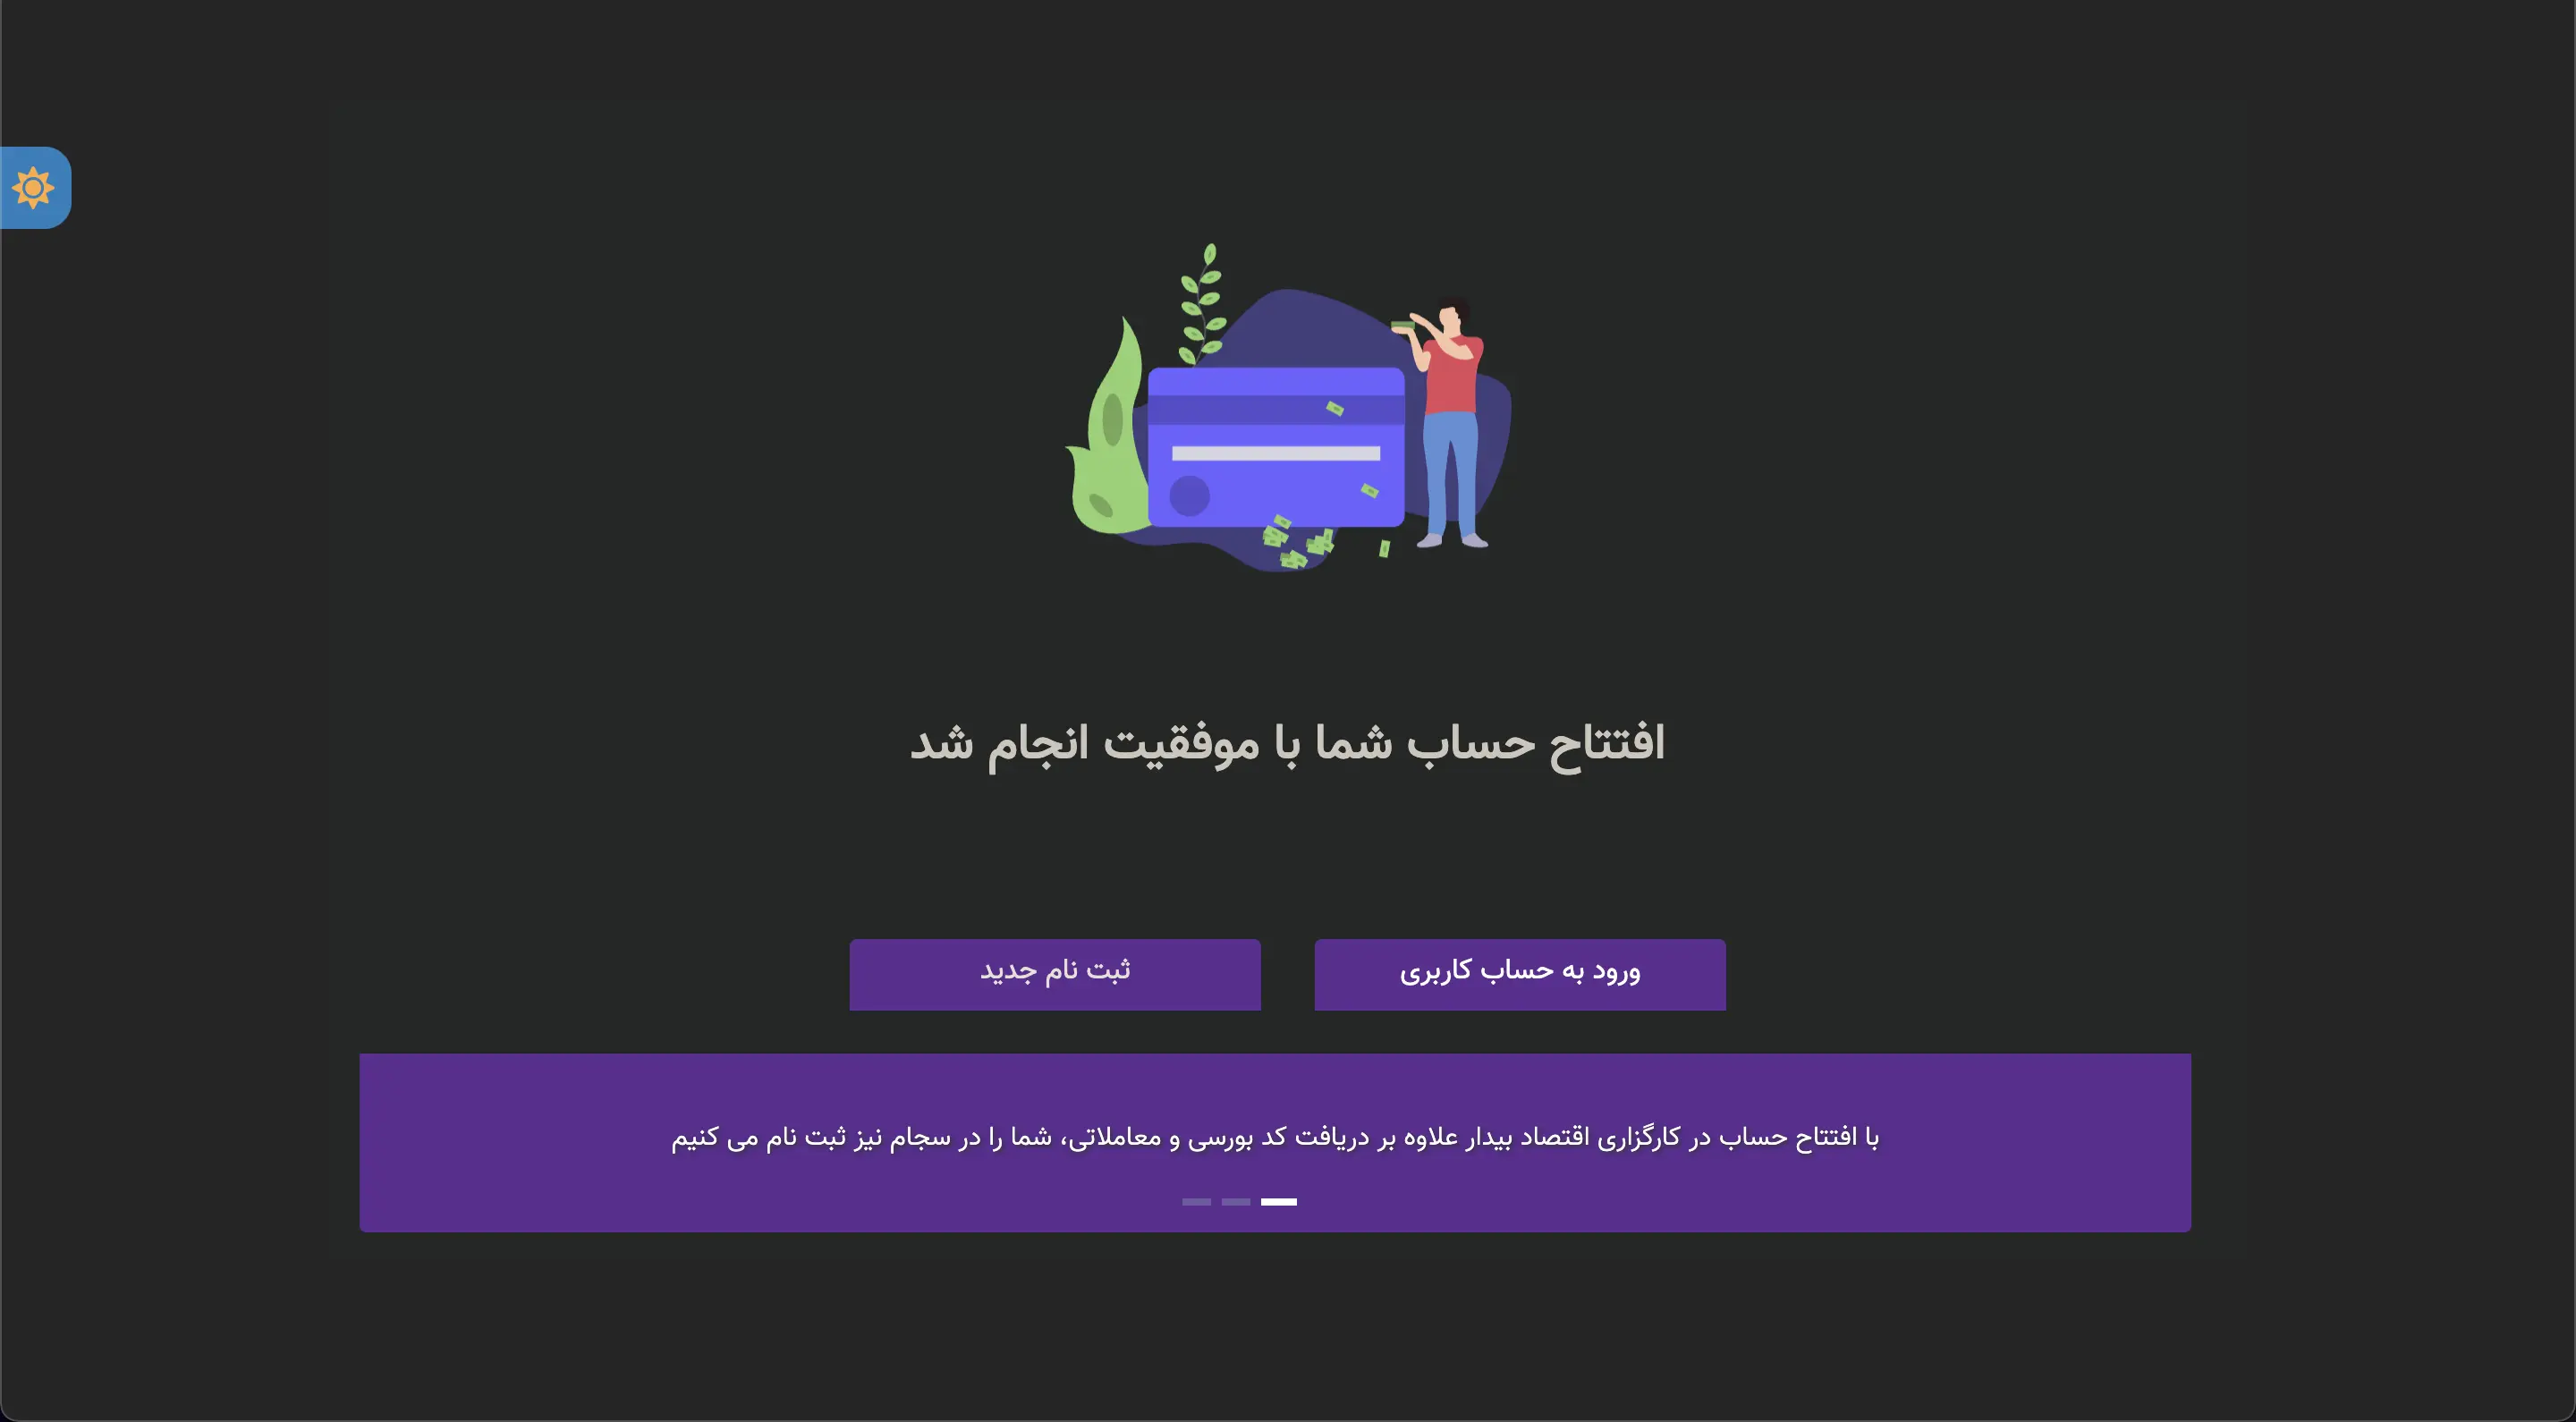 افتتاح حساب شما با موفقیت انجام شد
ورود به حساب کاربری
ثبت نام جدید
با افتتاح حساب در کارگزاری اقتصاد بیدار علاوه بر دریافت کد بورسی و معاملاتی، شما را در سجام نیز ثبت نام می کنیم